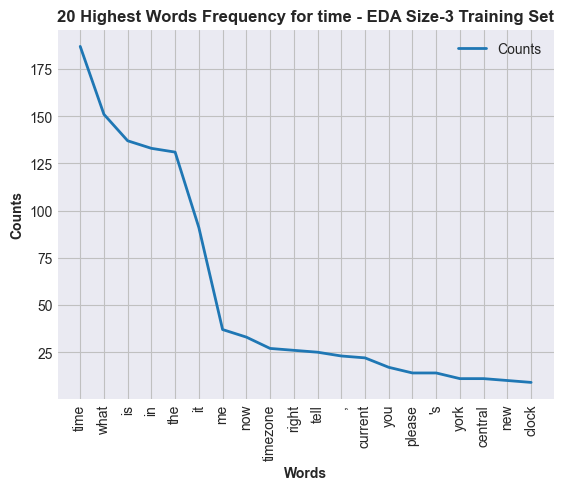 20 Highest Words Frequency for time - EDA Size-3 Training Set
Counts
175
150
125
100
75
50
25
Counts
time
what
is
in
the
it
me
now
timezone
right
tell
,
current
you
please
's
york
central
new
clock
Words